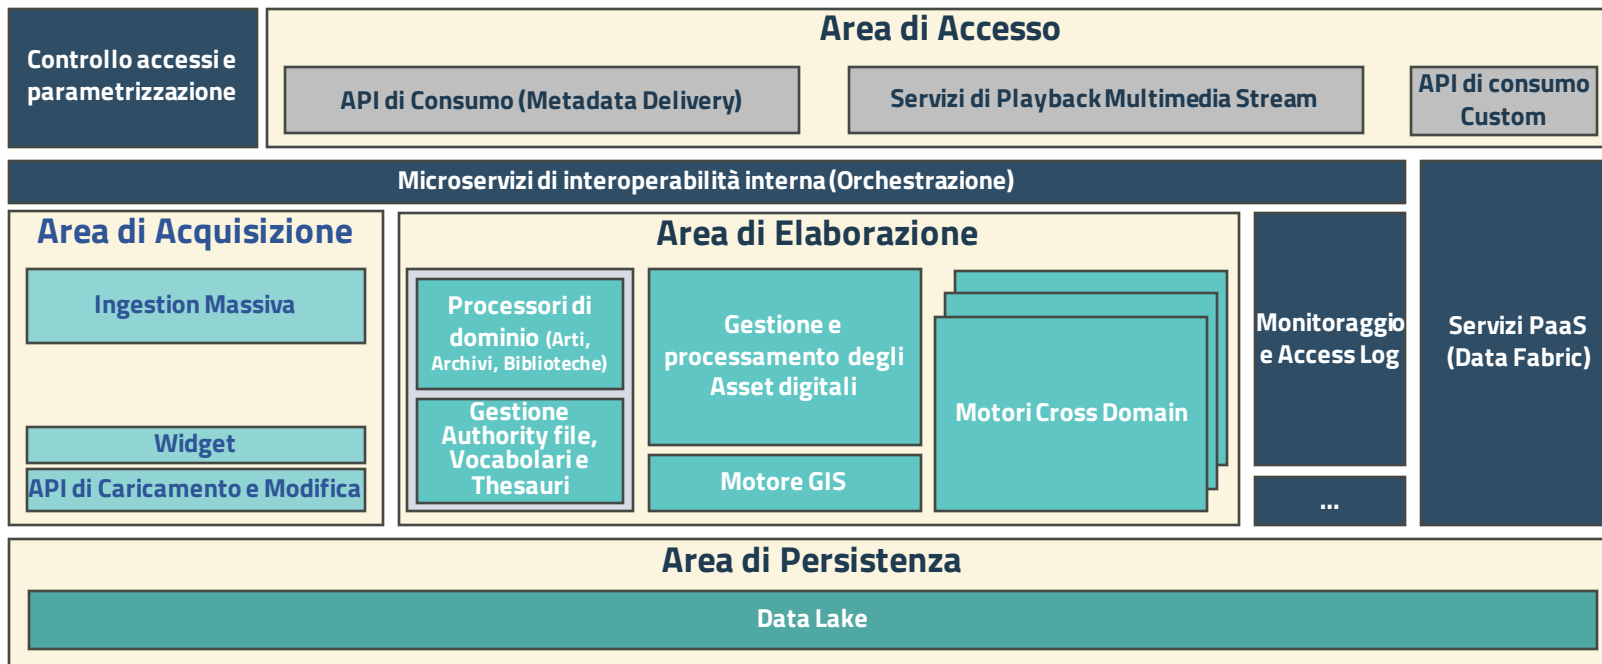 Controllo accessi e
parametrizzazione
Area di Accesso
API di Consumo (Metadata Delivery)
Servizi di Playback Multimedia Stream
API di consumo
Custom
Microservizi di interoperabilità interna (Orchestrazione)
Area di Acquisizione
Ingestion Massiva
Widget
API di Caricamento e Modifica
Area di Elaborazione
Processori di
dominio (Arti,
Archivi, Biblioteche)
Gestione
Authority file,
Vocabolari e
Thesauri
Gestione e
processamento degli
Asset digitali
Motore GIS
Motori Cross Domain
Monitoraggio
e Access Log
...
Servizi PaaS
(Data Fabric)
Area di Persistenza
Data Lake